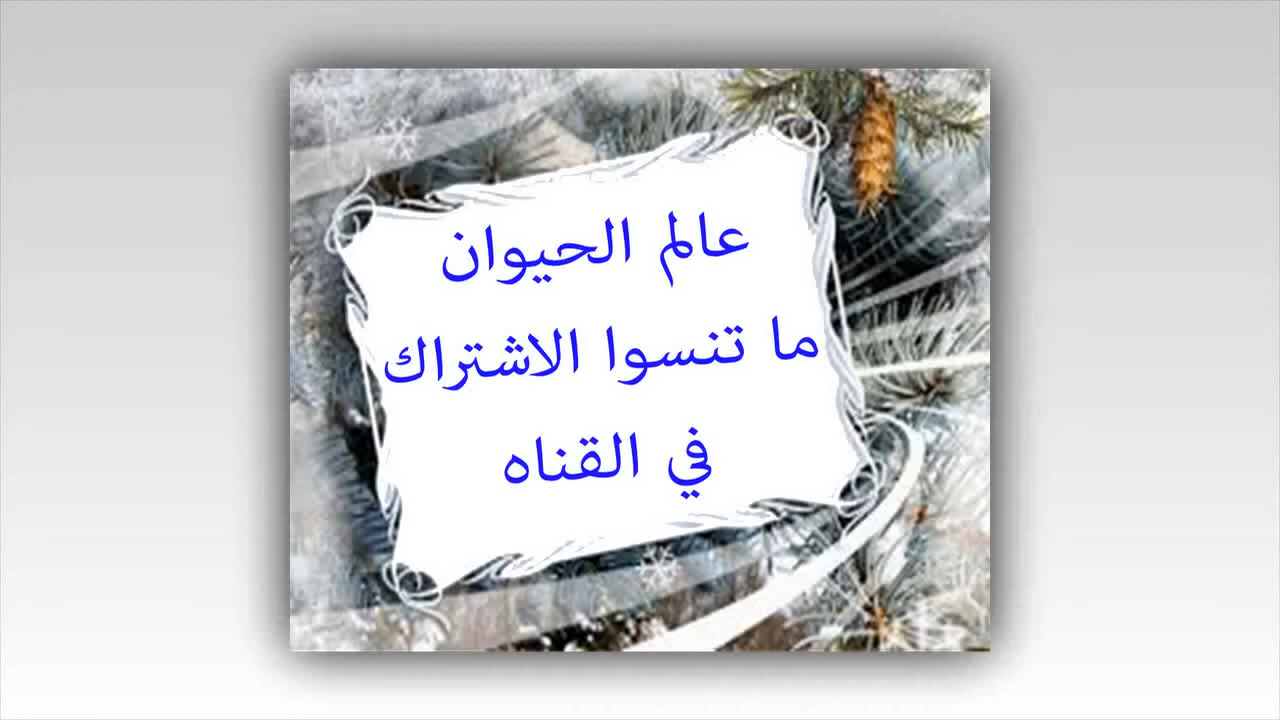 عالم الحيوان
ما تنسوا الاشتراك
في القناه